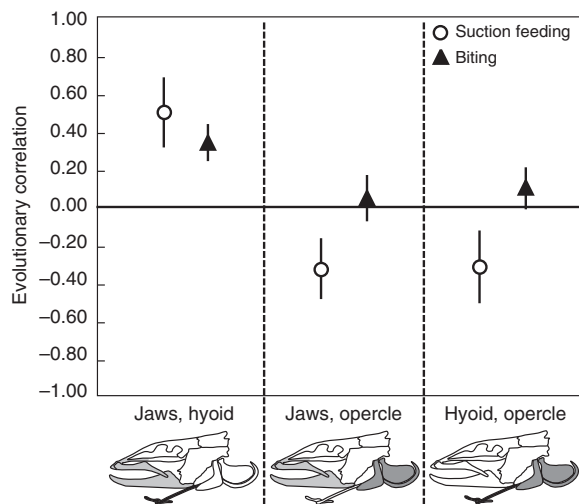 1.00
0.80
0.60
0.40
0.20
0.00
−0.20
−0.40
−0.60
−0.80
−1.00
Evolutionary correlation
Suction feeding
Biting
Jaws, hyoid
Jaws, opercle
Hyoid, opercle